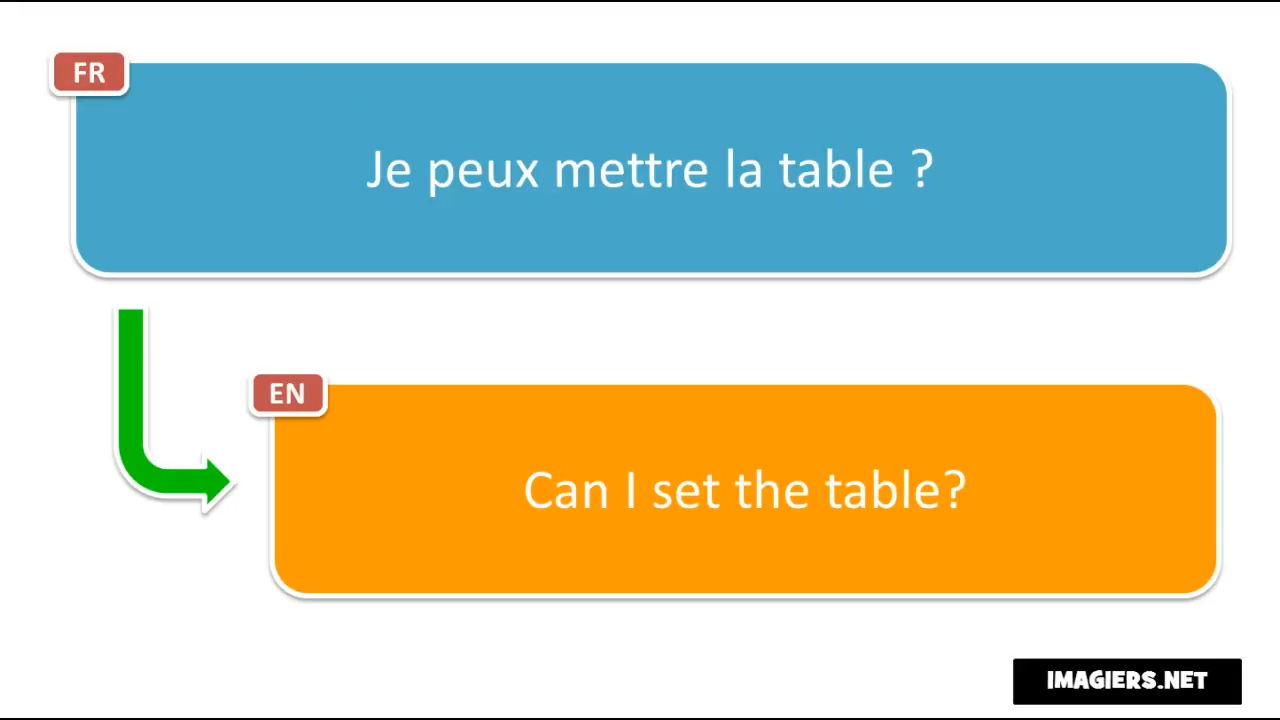 FR
Je peux mettre la table ?
EN
Can I set the table?
IMAGIERS.NET